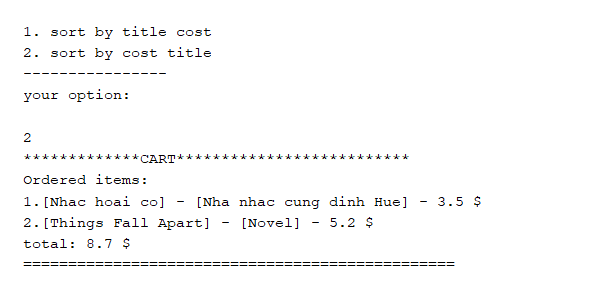 1. sort by title cost
2. sort by cost title
----------------
your option:
2
*************CART**************************
Ordered items:
1.[Nhac hoai co] - [Nha nhac cung dinh Hue] - 3.5 $
2.[Things Fall Apart] - [Novel] - 5.2 $
total: 8.7 $
================================================